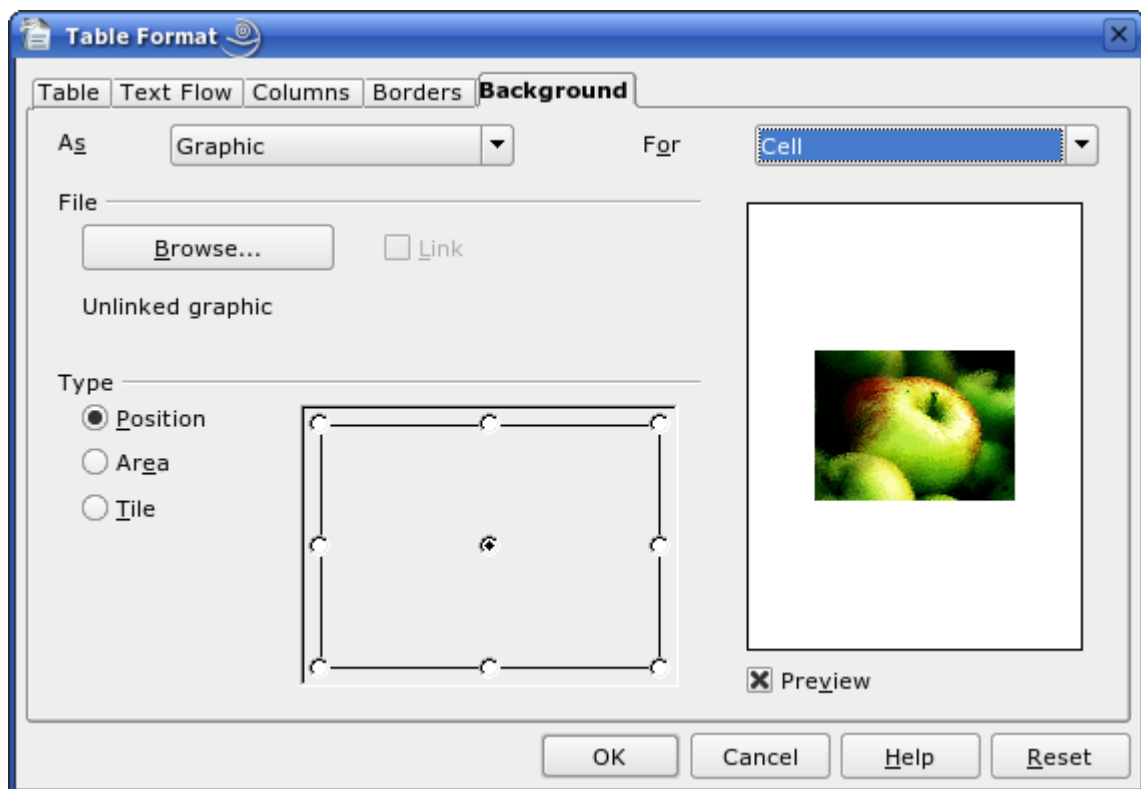 Table Format
Table Text Flow Columns Borders Background
As Graphic For Cell
File
Browse... Link
Unlinked graphic
Type
Position
Area
Tile
Preview
OK Cancel Help Reset